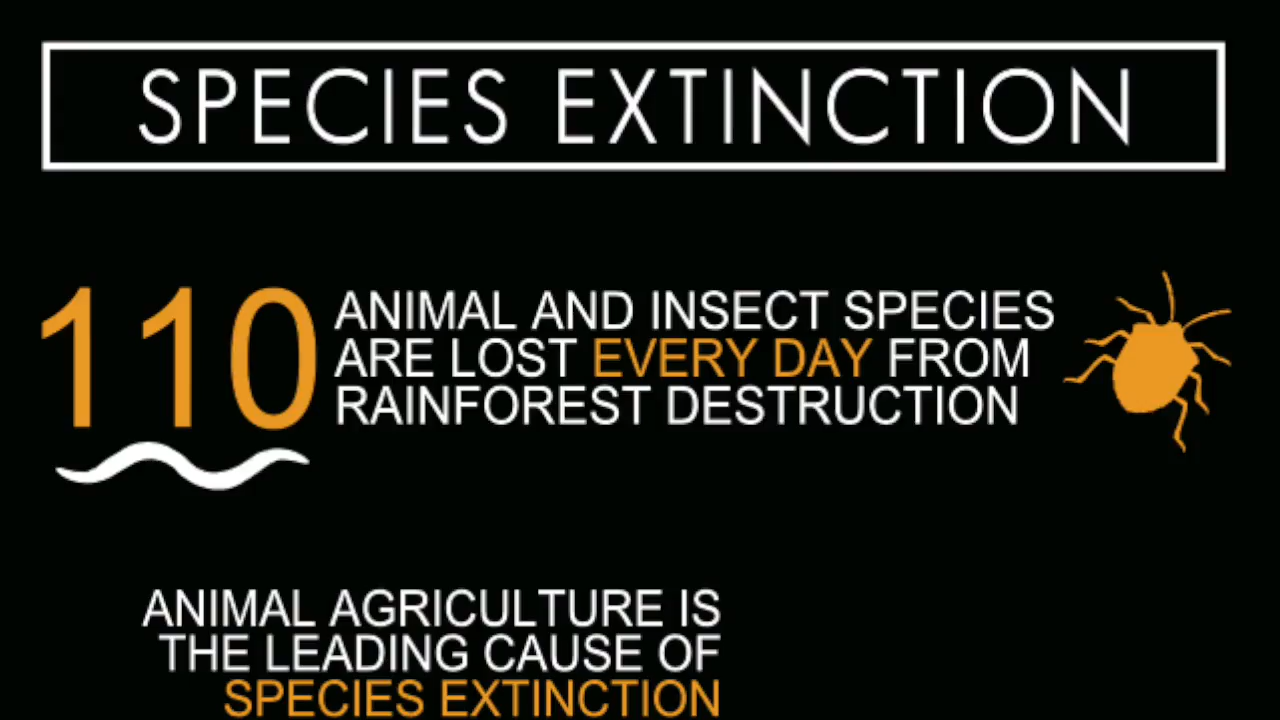 SPECIES EXTINCTION
110
ANIMAL AND INSECT SPECIES
ARE LOST EVERY DAY FROM
RAINFOREST DESTRUCTION
ANIMAL AGRICULTURE IS
THE LEADING CAUSE OF
SPECIES EXTINCTION